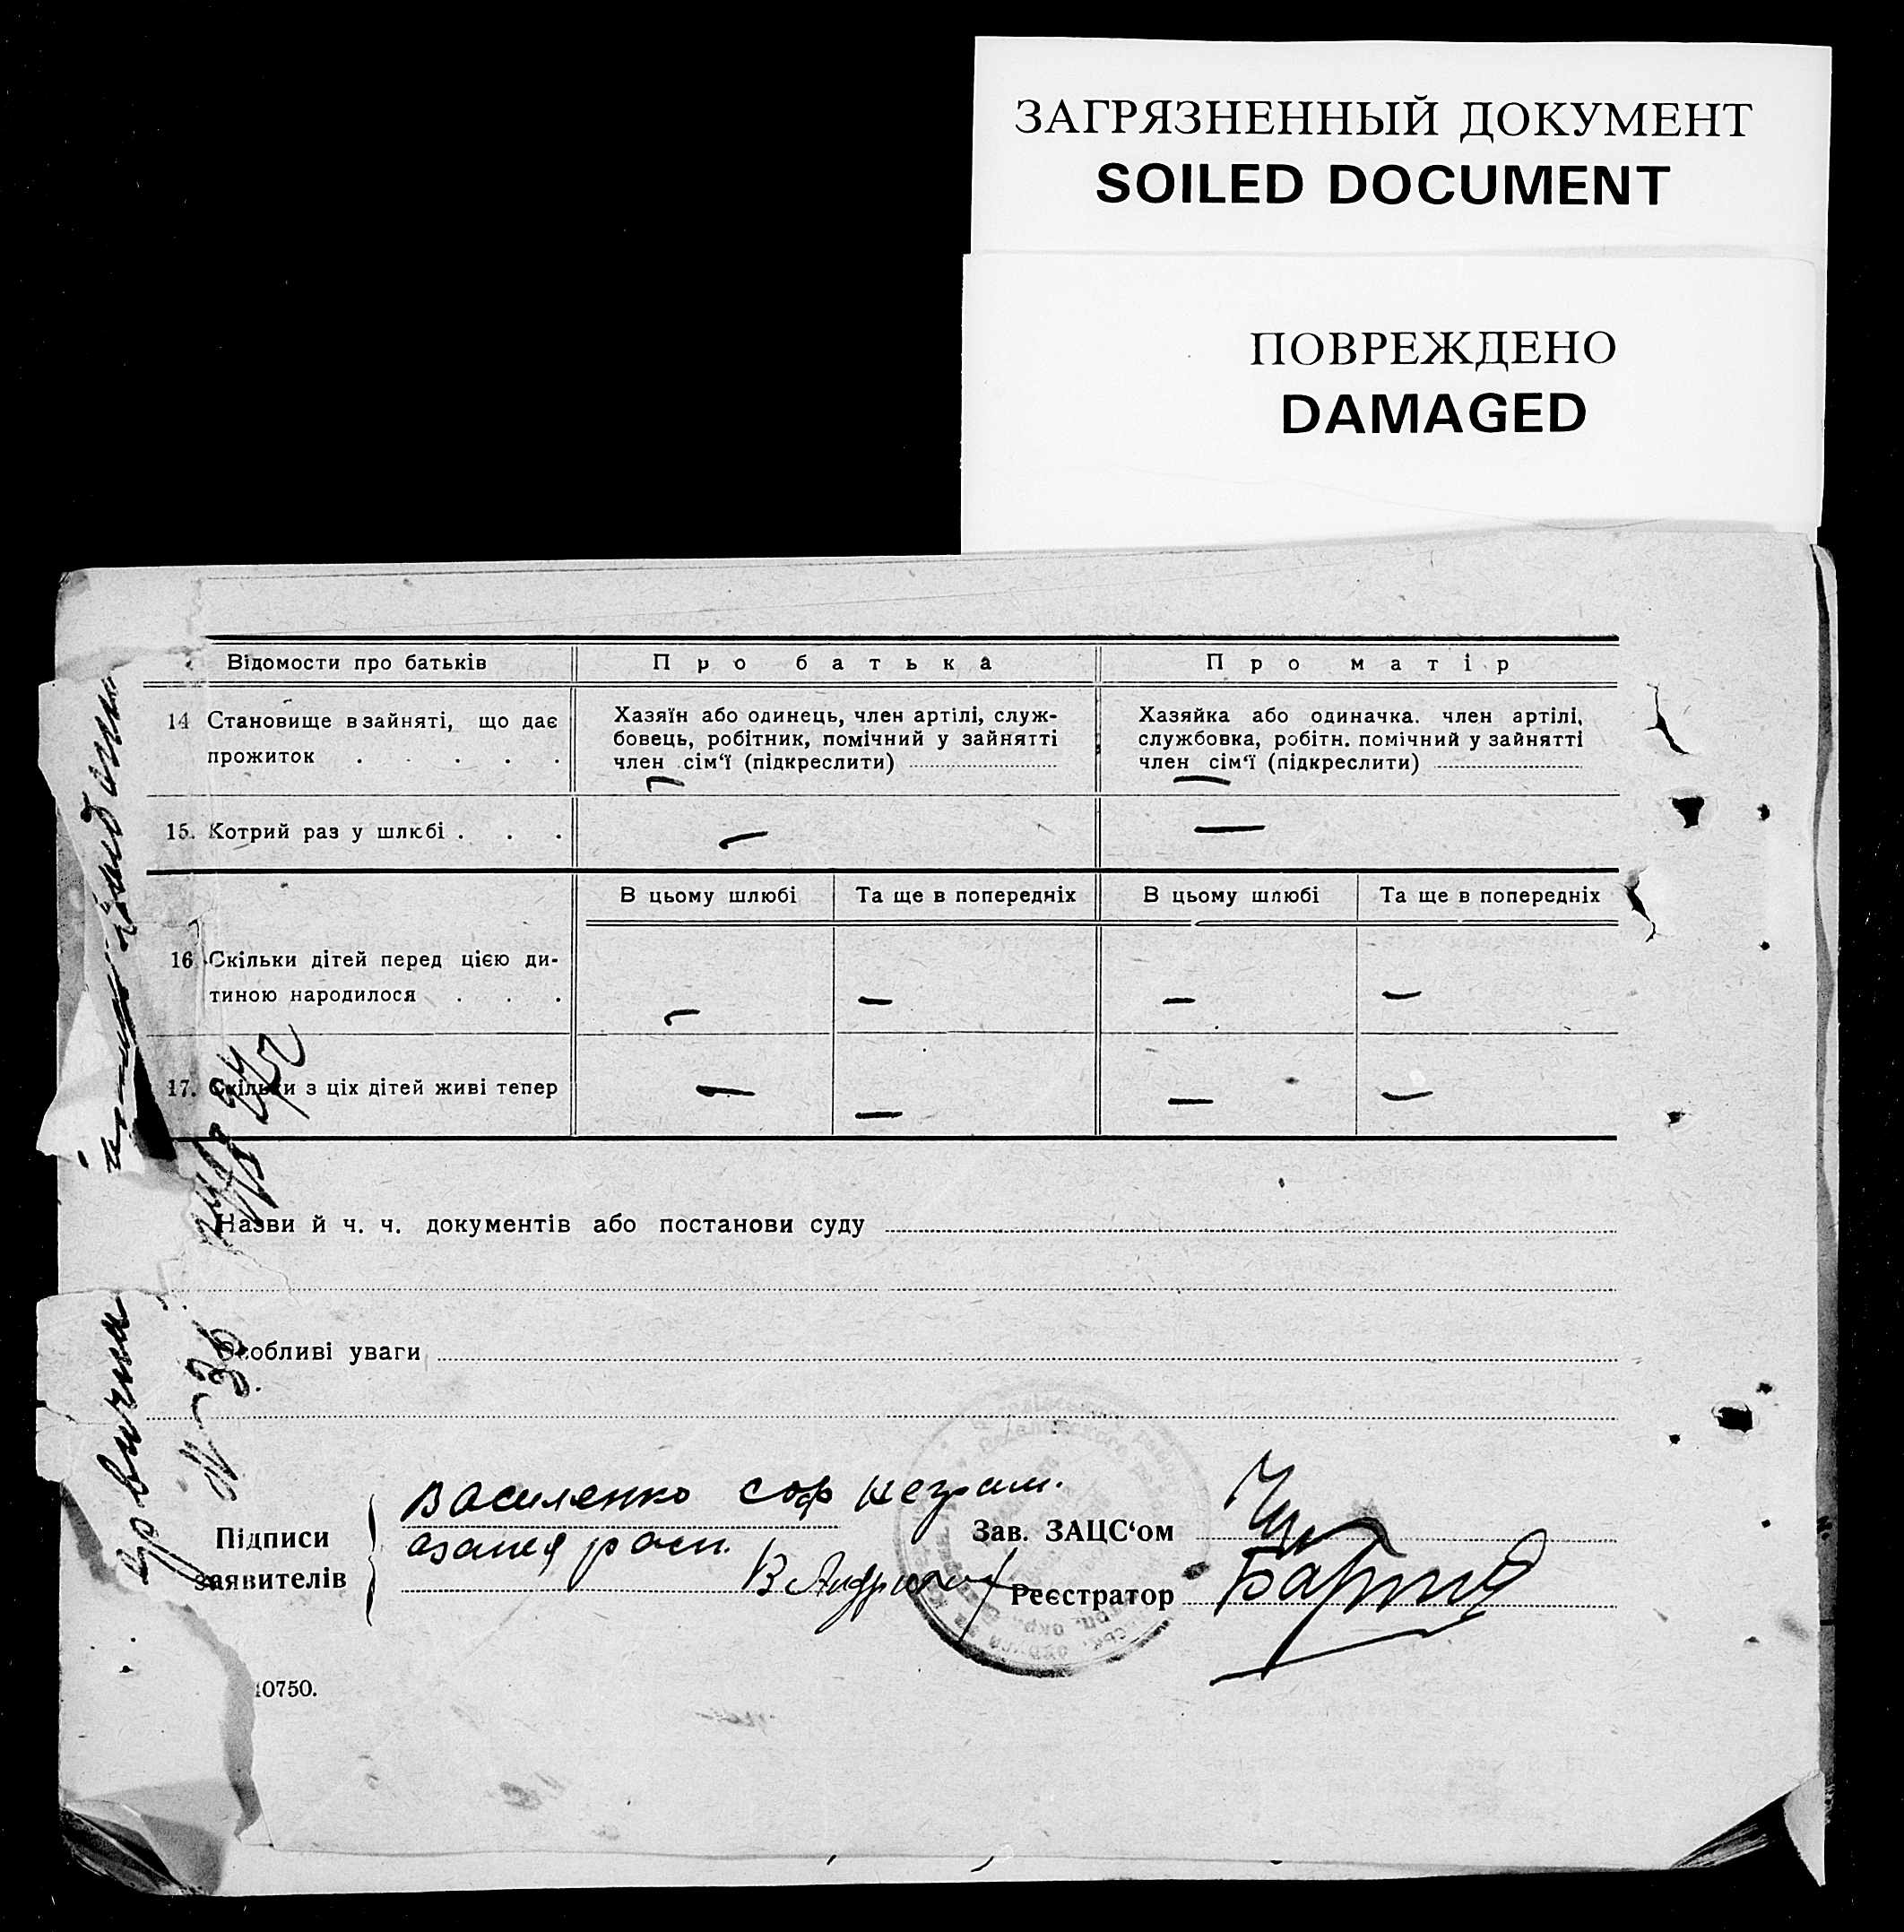 ЗАГРЯЗНЕННЫЙ ДОКУМЕНТ
SOILED DOCUMENT
ПОВРЕЖДЕНО
DAMAGED
Відомости про батьків
Про батька
Про матір
14 Становище в зайняті, що дає
прожиток . . . . .
Хазяїн або одинець, член артілі, служ-
бовець, робітник, помічний у зайнятті
член сім‘ї (підкреслити)
Хазяйка або одиначка. член артілі,
службовка, робітн. помічний у зайнятті
член сім‘ї (підкреслити)
15. Котрий раз у шлюбі . . .
—
—
В цьому шлюбі
Та ще в попередніх
В цьому шлюбі
Та ще в попередніх
16 Скільки дітей перед цією ди-
тиною народилося . . .
— — — —
17. Скільки з ціх дітей живі тепер
— — — —
Назви й ч. ч. документів або постанови суду
Особливі уваги
Підписи
заявителів
Василенко соф неграм.
Зав. ЗАЦС‘ом
Реєстратор
10750.